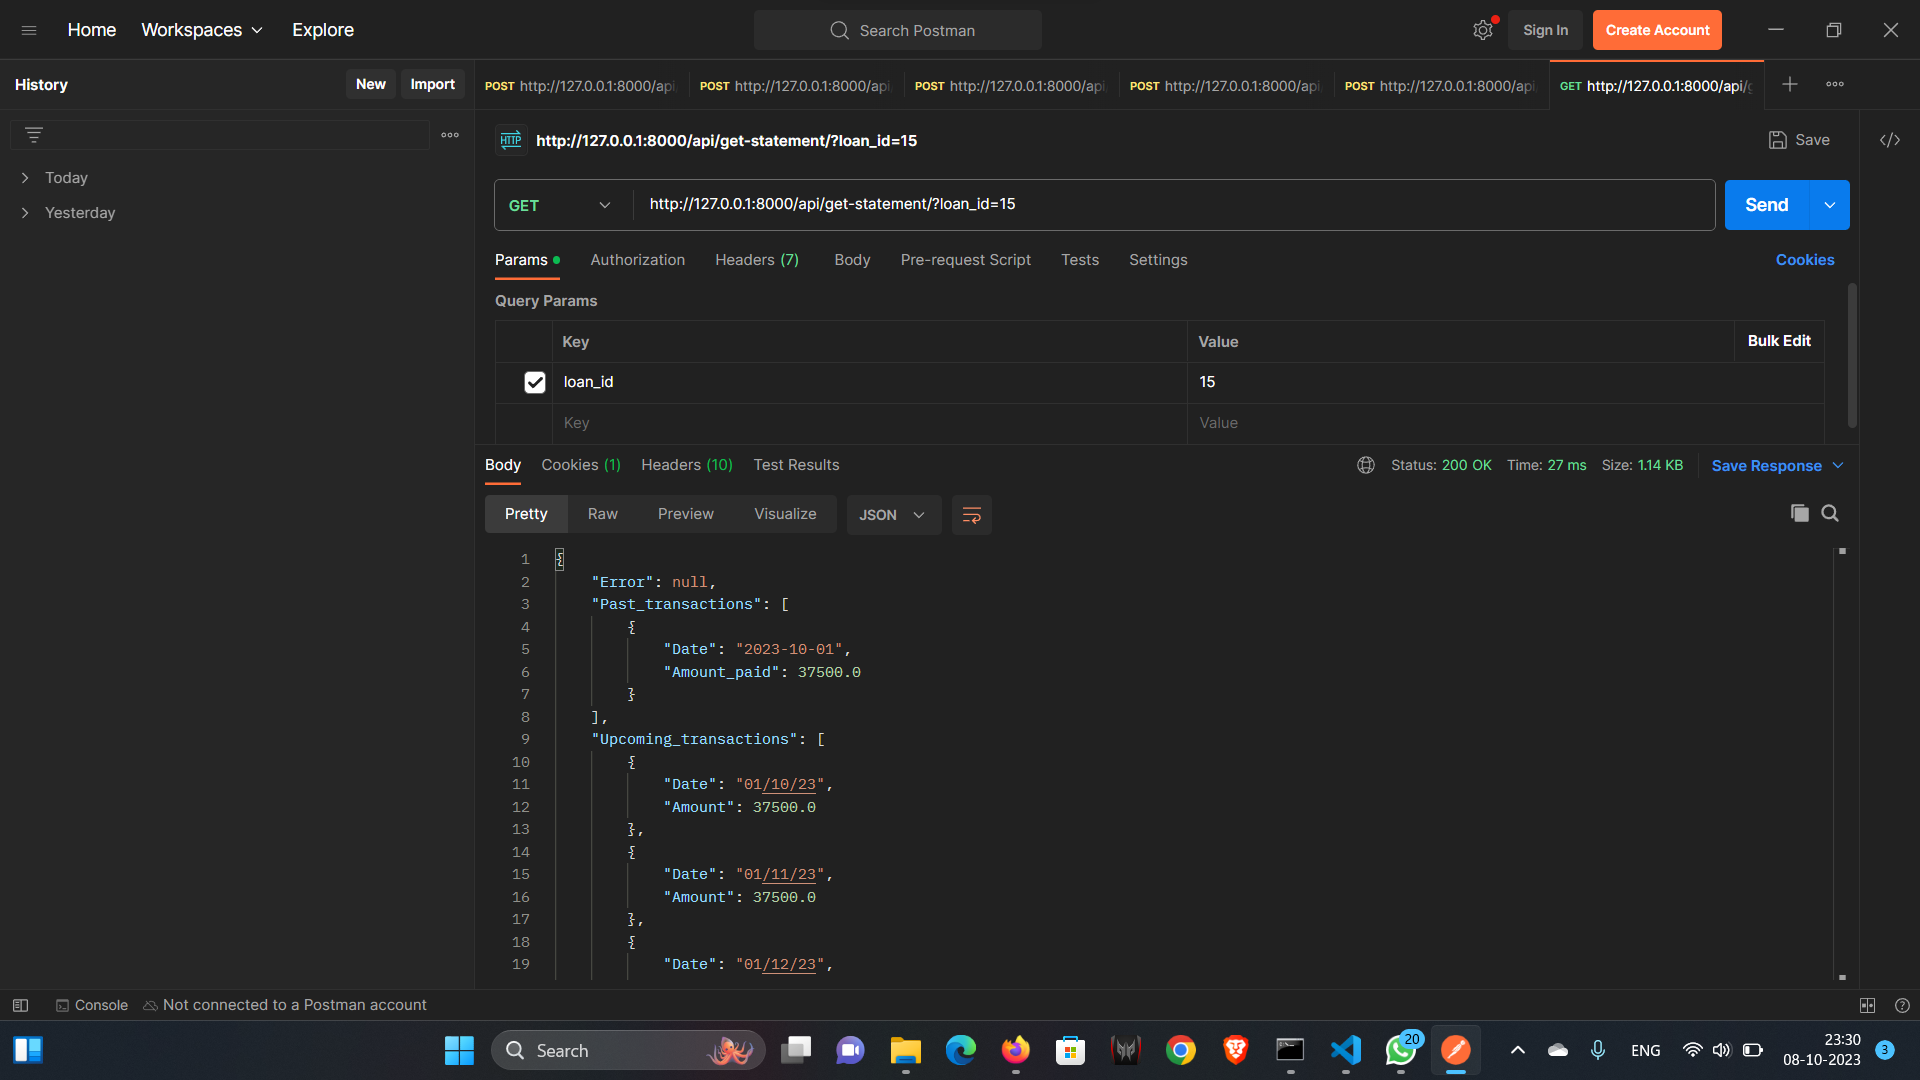 Home Workspaces Explore
Search Postman
Sign In Create Account
History New Import
POST http://127.0.0.1:8000/api
POST http://127.0.0.1:8000/api
POST http://127.0.0.1:8000/api
POST http://127.0.0.1:8000/api
POST http://127.0.0.1:8000/api
GET http://127.0.0.1:8000/api/g
Today
Yesterday
HTTP http://127.0.0.1:8000/api/get-statement/?loan_id=15
Save </>
GET http://127.0.0.1:8000/api/get-statement/?loan_id=15
Send
Params Authorization Headers (7) Body Pre-request Script Tests Settings Cookies
Query Params
Key Value Bulk Edit
loan_id 15
Key Value
Body Cookies (1) Headers (10) Test Results
Status: 200 OK Time: 27 ms Size: 1.14 KB Save Response
Pretty Raw Preview Visualize JSON
1 {
2 "Error": null,
3 "Past_transactions": [
4 {
5 "Date": "2023-10-01",
6 "Amount_paid": 37500.0
7 }
8 ],
9 "Upcoming_transactions": [
10 {
11 "Date": "01/10/23",
12 "Amount": 37500.0
13 },
14 {
15 "Date": "01/11/23",
16 "Amount": 37500.0
17 },
18 {
19 "Date": "01/12/23",
Console Not connected to a Postman account
Search
20
ENG
23:30
08-10-2023
3